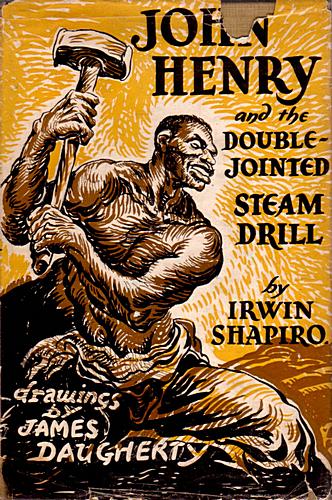 JOHN
HENRY
and the
DOUBLE-
JOINTED
STEAM
DRILL
by
IRWIN
SHAPIRO
drawings
by
JAMES
DAUGHERTY